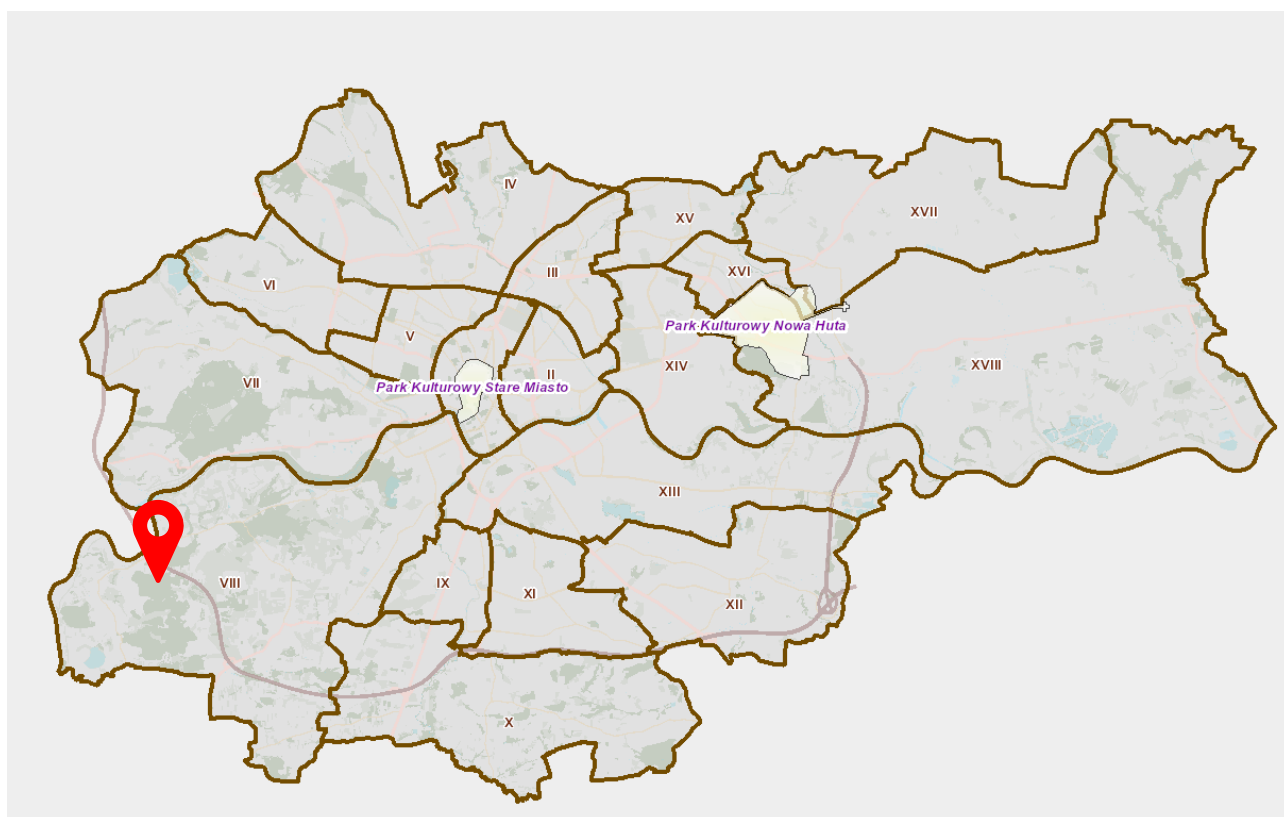 IV
XV
XVII
III
XVI
VI
Park Kulturowy Nowa Huta
V
XIV
XVIII
VII
II
Park Kulturowy Stare Miasto
XIII
VIII
IX
XI
XII
X